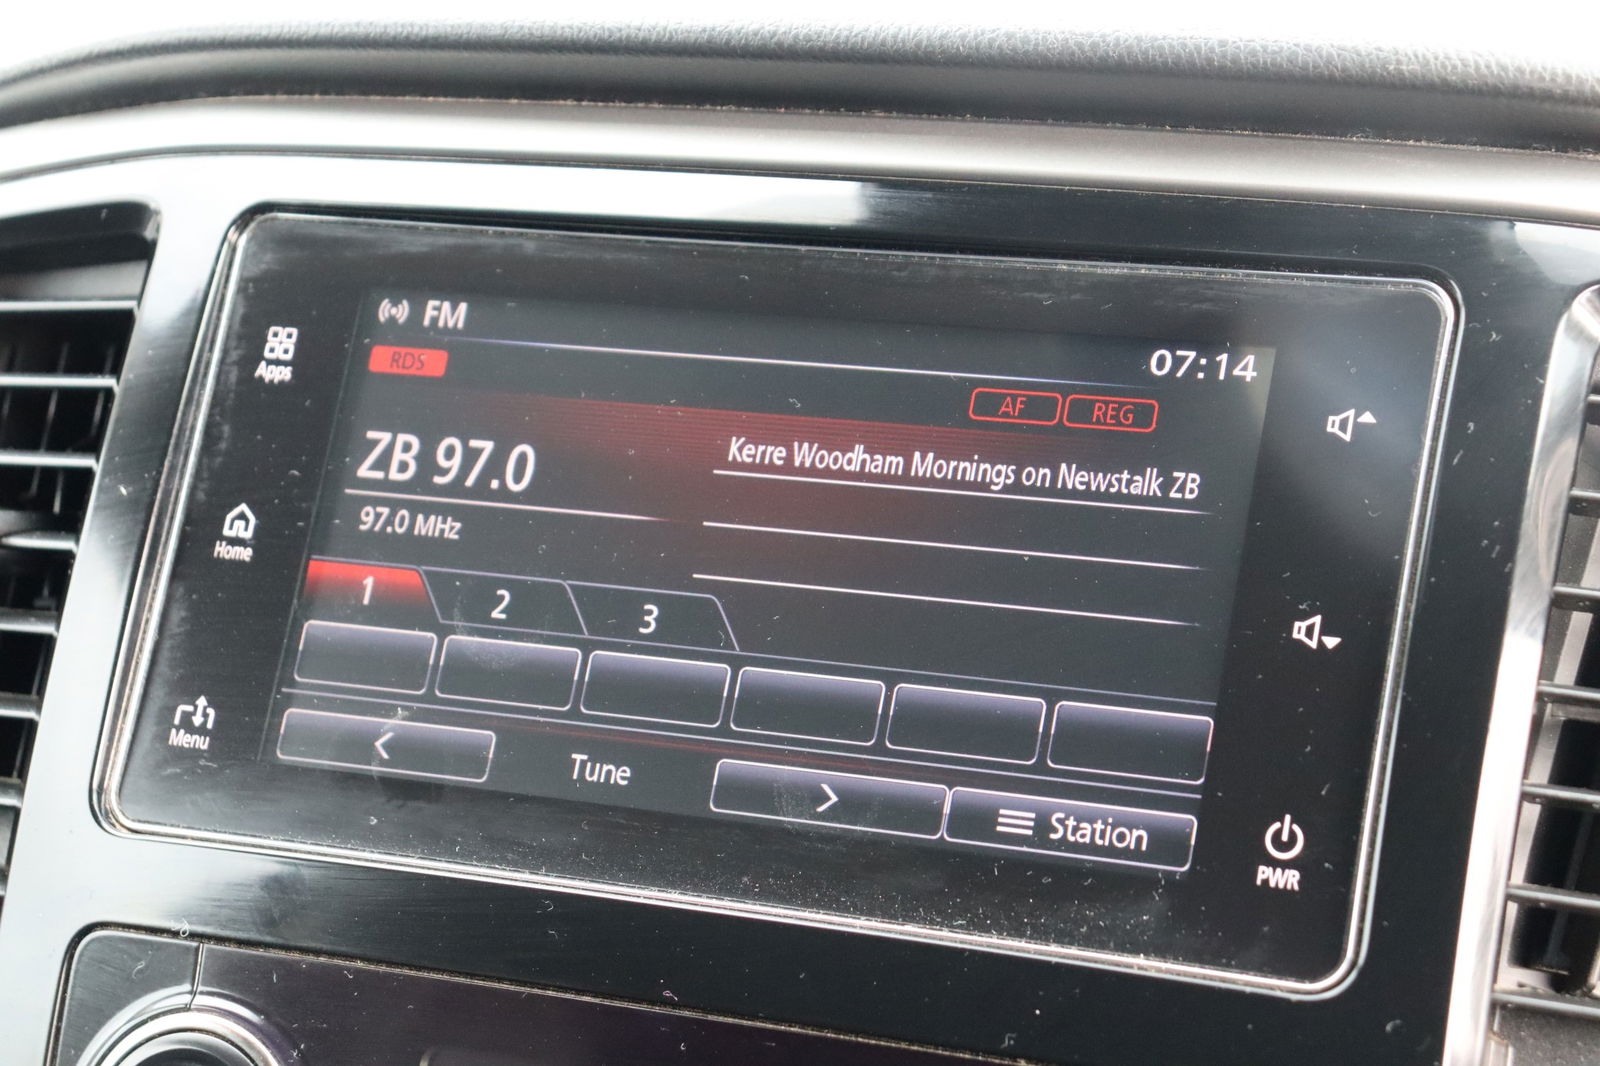 FM
07:14
RDS
AF REG
ZB 97.0
Kerre Woodham Mornings on Newstalk ZB
97.0 MHz
1 2 3
< Tune > Station
Apps
Home
Menu
PWR